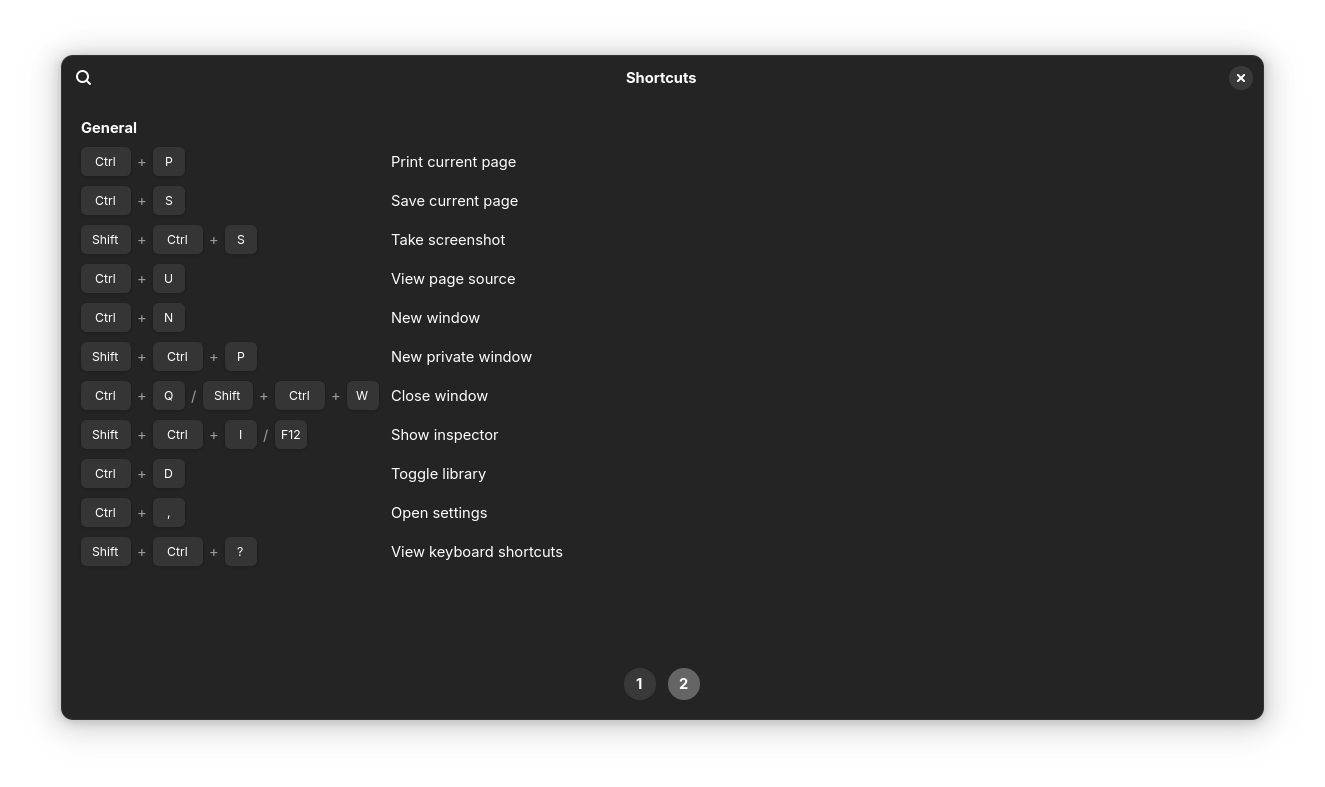 Shortcuts
General
Ctrl + P Print current page
Ctrl + S Save current page
Shift + Ctrl + S Take screenshot
Ctrl + U View page source
Ctrl + N New window
Shift + Ctrl + P New private window
Ctrl + Q / Shift + Ctrl + W Close window
Shift + Ctrl + I / F12 Show inspector
Ctrl + D Toggle library
Ctrl + , Open settings
Shift + Ctrl + ? View keyboard shortcuts
1 2